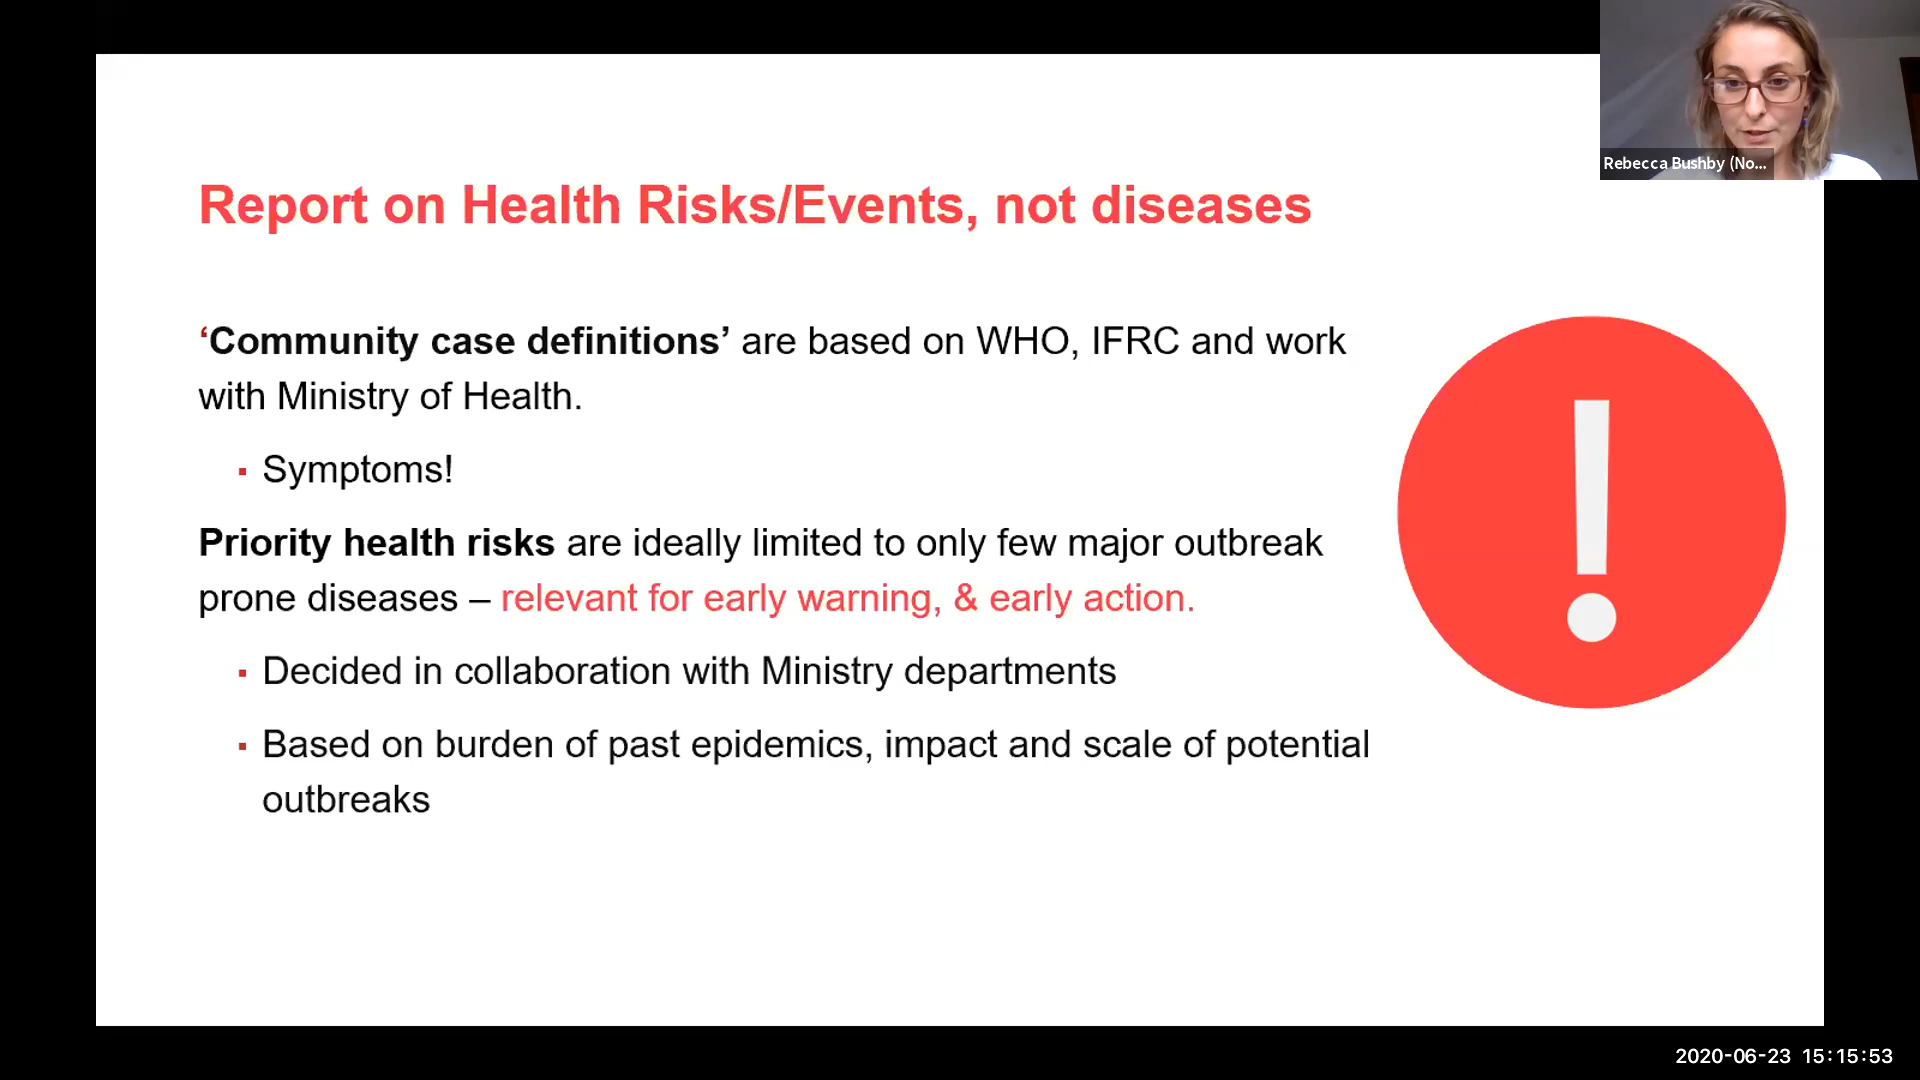 Rebecca Bushby (No...
Report on Health Risks/Events, not diseases
‘Community case definitions’ are based on WHO, IFRC and work
with Ministry of Health.
▪ Symptoms!
Priority health risks are ideally limited to only few major outbreak
prone diseases – relevant for early warning, & early action.
▪ Decided in collaboration with Ministry departments
▪ Based on burden of past epidemics, impact and scale of potential
outbreaks
2020-06-23 15:15:53